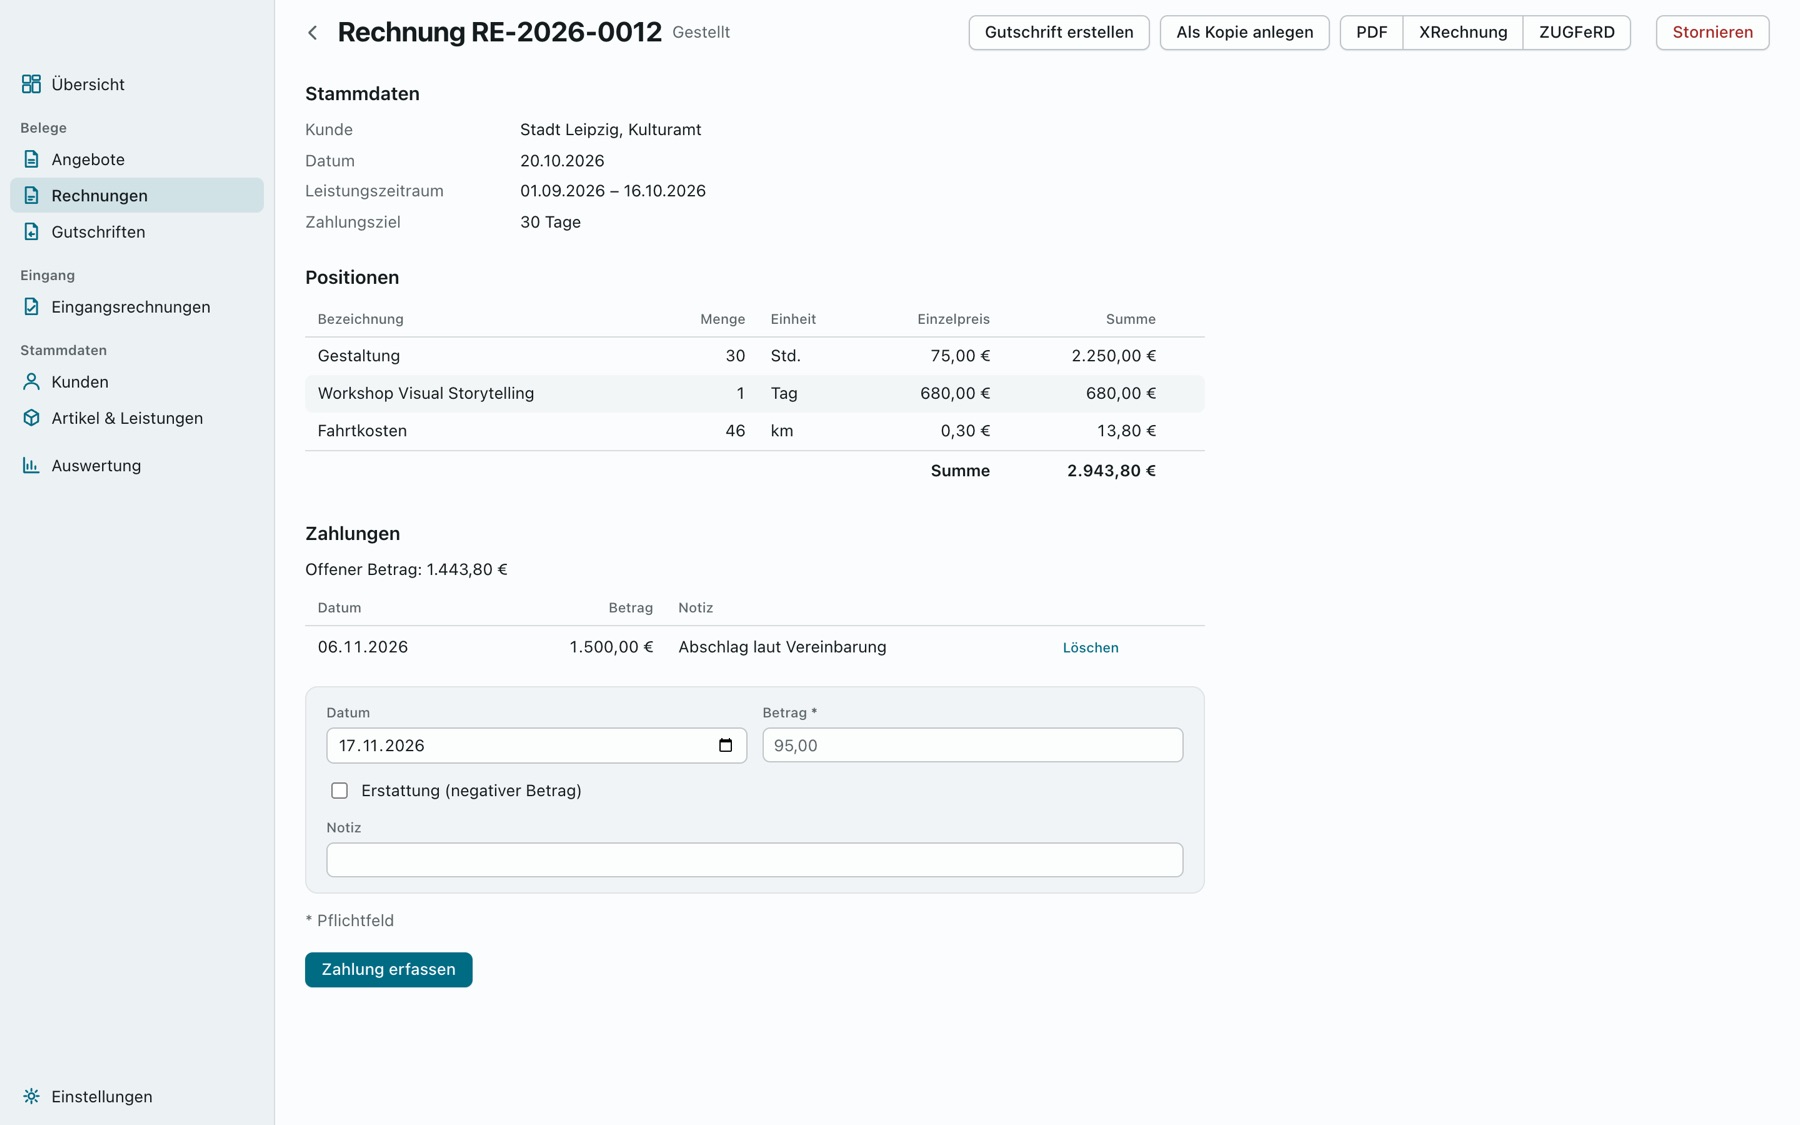 Rechnung RE-2026-0012 Gestellt
Gutschrift erstellen Als Kopie anlegen PDF XRechnung ZUGFeRD Stornieren
Übersicht
Belege
Angebote
Rechnungen
Gutschriften
Eingang
Eingangsrechnungen
Stammdaten
Kunden
Artikel & Leistungen
Auswertung
Einstellungen
Stammdaten
Kunde Stadt Leipzig, Kulturamt
Datum 20.10.2026
Leistungszeitraum 01.09.2026 – 16.10.2026
Zahlungsziel 30 Tage
Positionen
Bezeichnung Menge Einheit Einzelpreis Summe
Gestaltung 30 Std. 75,00 € 2.250,00 €
Workshop Visual Storytelling 1 Tag 680,00 € 680,00 €
Fahrtkosten 46 km 0,30 € 13,80 €
Summe 2.943,80 €
Zahlungen
Offener Betrag: 1.443,80 €
Datum Betrag Notiz
06.11.2026 1.500,00 € Abschlag laut Vereinbarung Löschen
Datum Betrag *
17.11.2026 95,00
Erstattung (negativer Betrag)
Notiz
* Pflichtfeld
Zahlung erfassen